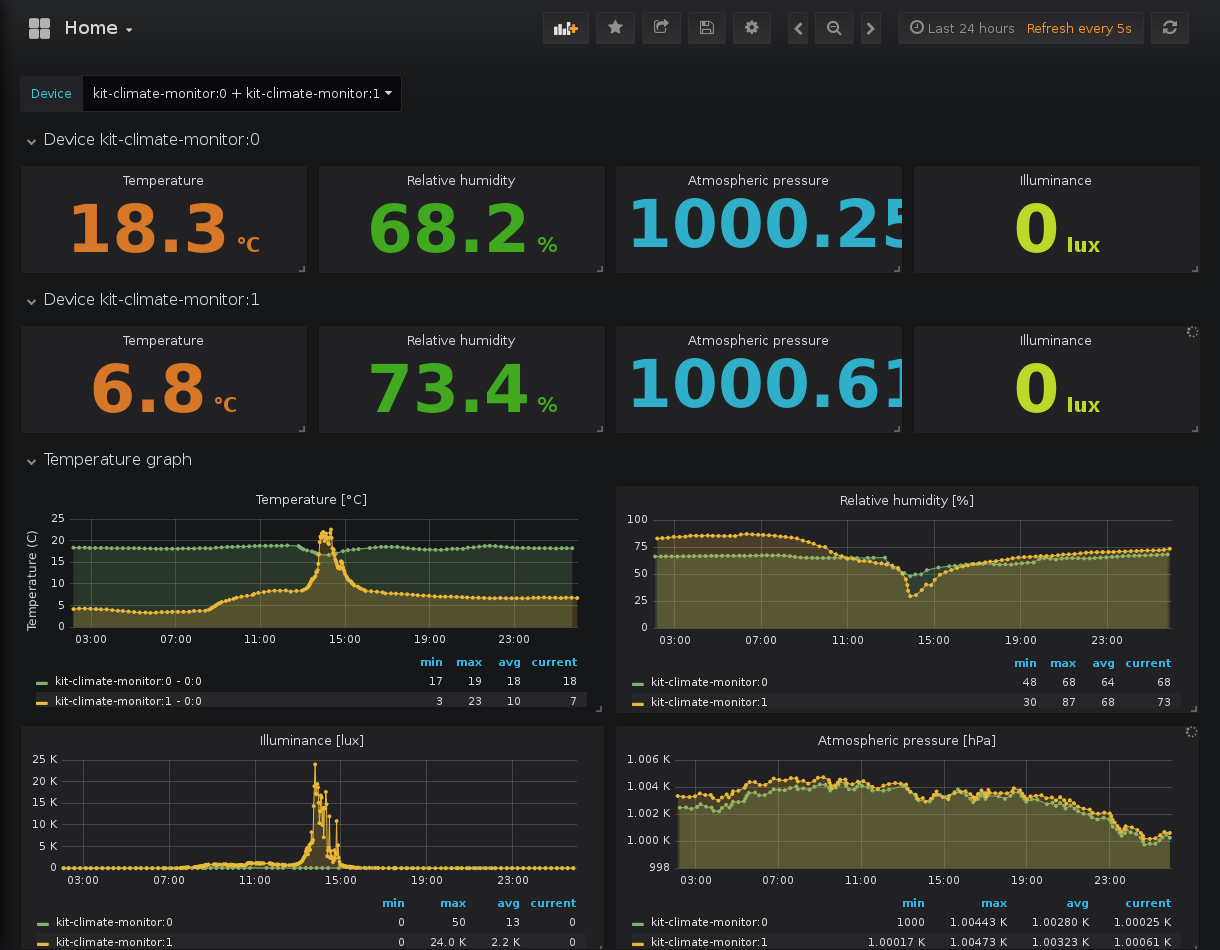 Home
Last 24 hours Refresh every 5s
Device kit-climate-monitor:0 + kit-climate-monitor:1
Device kit-climate-monitor:0
Temperature Relative humidity Atmospheric pressure Illuminance
18.3 °C 68.2 % 1000.25 0 lux
Device kit-climate-monitor:1
Temperature Relative humidity Atmospheric pressure Illuminance
6.8 °C 73.4 % 1000.61 0 lux
Temperature graph
Temperature [°C]
Temperature (C)
25
20
15
10
5
0
03:00 07:00 11:00 15:00 19:00 23:00
min max avg current
kit-climate-monitor:0 - 0:0 17 19 18 18
kit-climate-monitor:1 - 0:0 3 23 10 7
Relative humidity [%]
100
75
50
25
0
03:00 07:00 11:00 15:00 19:00 23:00
min max avg current
kit-climate-monitor:0 48 68 64 68
kit-climate-monitor:1 30 87 68 73
Illuminance [lux]
25 K
20 K
15 K
10 K
5 K
0
03:00 07:00 11:00 15:00 19:00 23:00
min max avg current
kit-climate-monitor:0 0 50 13 0
kit-climate-monitor:1 0 24.0 K 2.2 K 0
Atmospheric pressure [hPa]
1.006 K
1.004 K
1.002 K
1.000 K
998
03:00 07:00 11:00 15:00 19:00 23:00
min max avg current
kit-climate-monitor:0 1000 1.00443 K 1.00280 K 1.00025 K
kit-climate-monitor:1 1.00017 K 1.00473 K 1.00323 K 1.00061 K